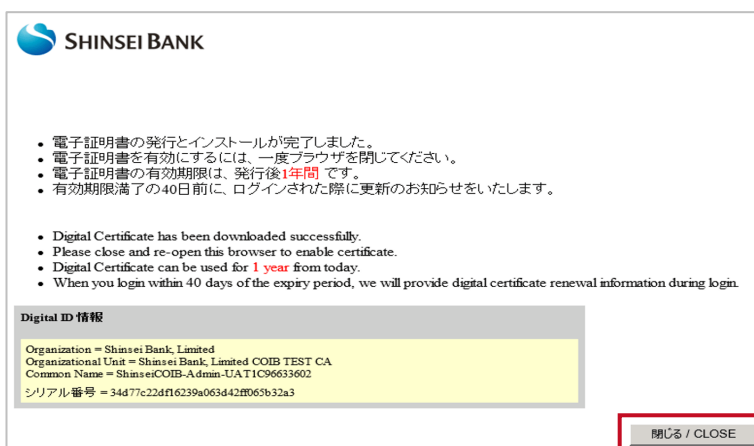 SHINSEI BANK
• 電子証明書の発行とインストールが完了しました。
• 電子証明書を有効にするには、一度ブラウザを閉じてください。
• 電子証明書の有効期限は、発行後1年間 です。
• 有効期限満了の40日前に、ログインされた際に更新のお知らせをいたします。
• Digital Certificate has been downloaded successfully.
• Please close and re-open this browser to enable certificate.
• Digital Certificate can be used for 1 year from today.
• When you login within 40 days of the expiry period, we will provide digital certificate renewal information during login.
Digital ID 情報
Organization = Shinsei Bank, Limited
Organizational Unit = Shinsei Bank, Limited COIB TEST CA
Common Name = ShinseiCOIB-Admin-UAT1C96633602
シリアル番号 = 34d77c22df16239a063d42ff065b32a3
閉じる / CLOSE